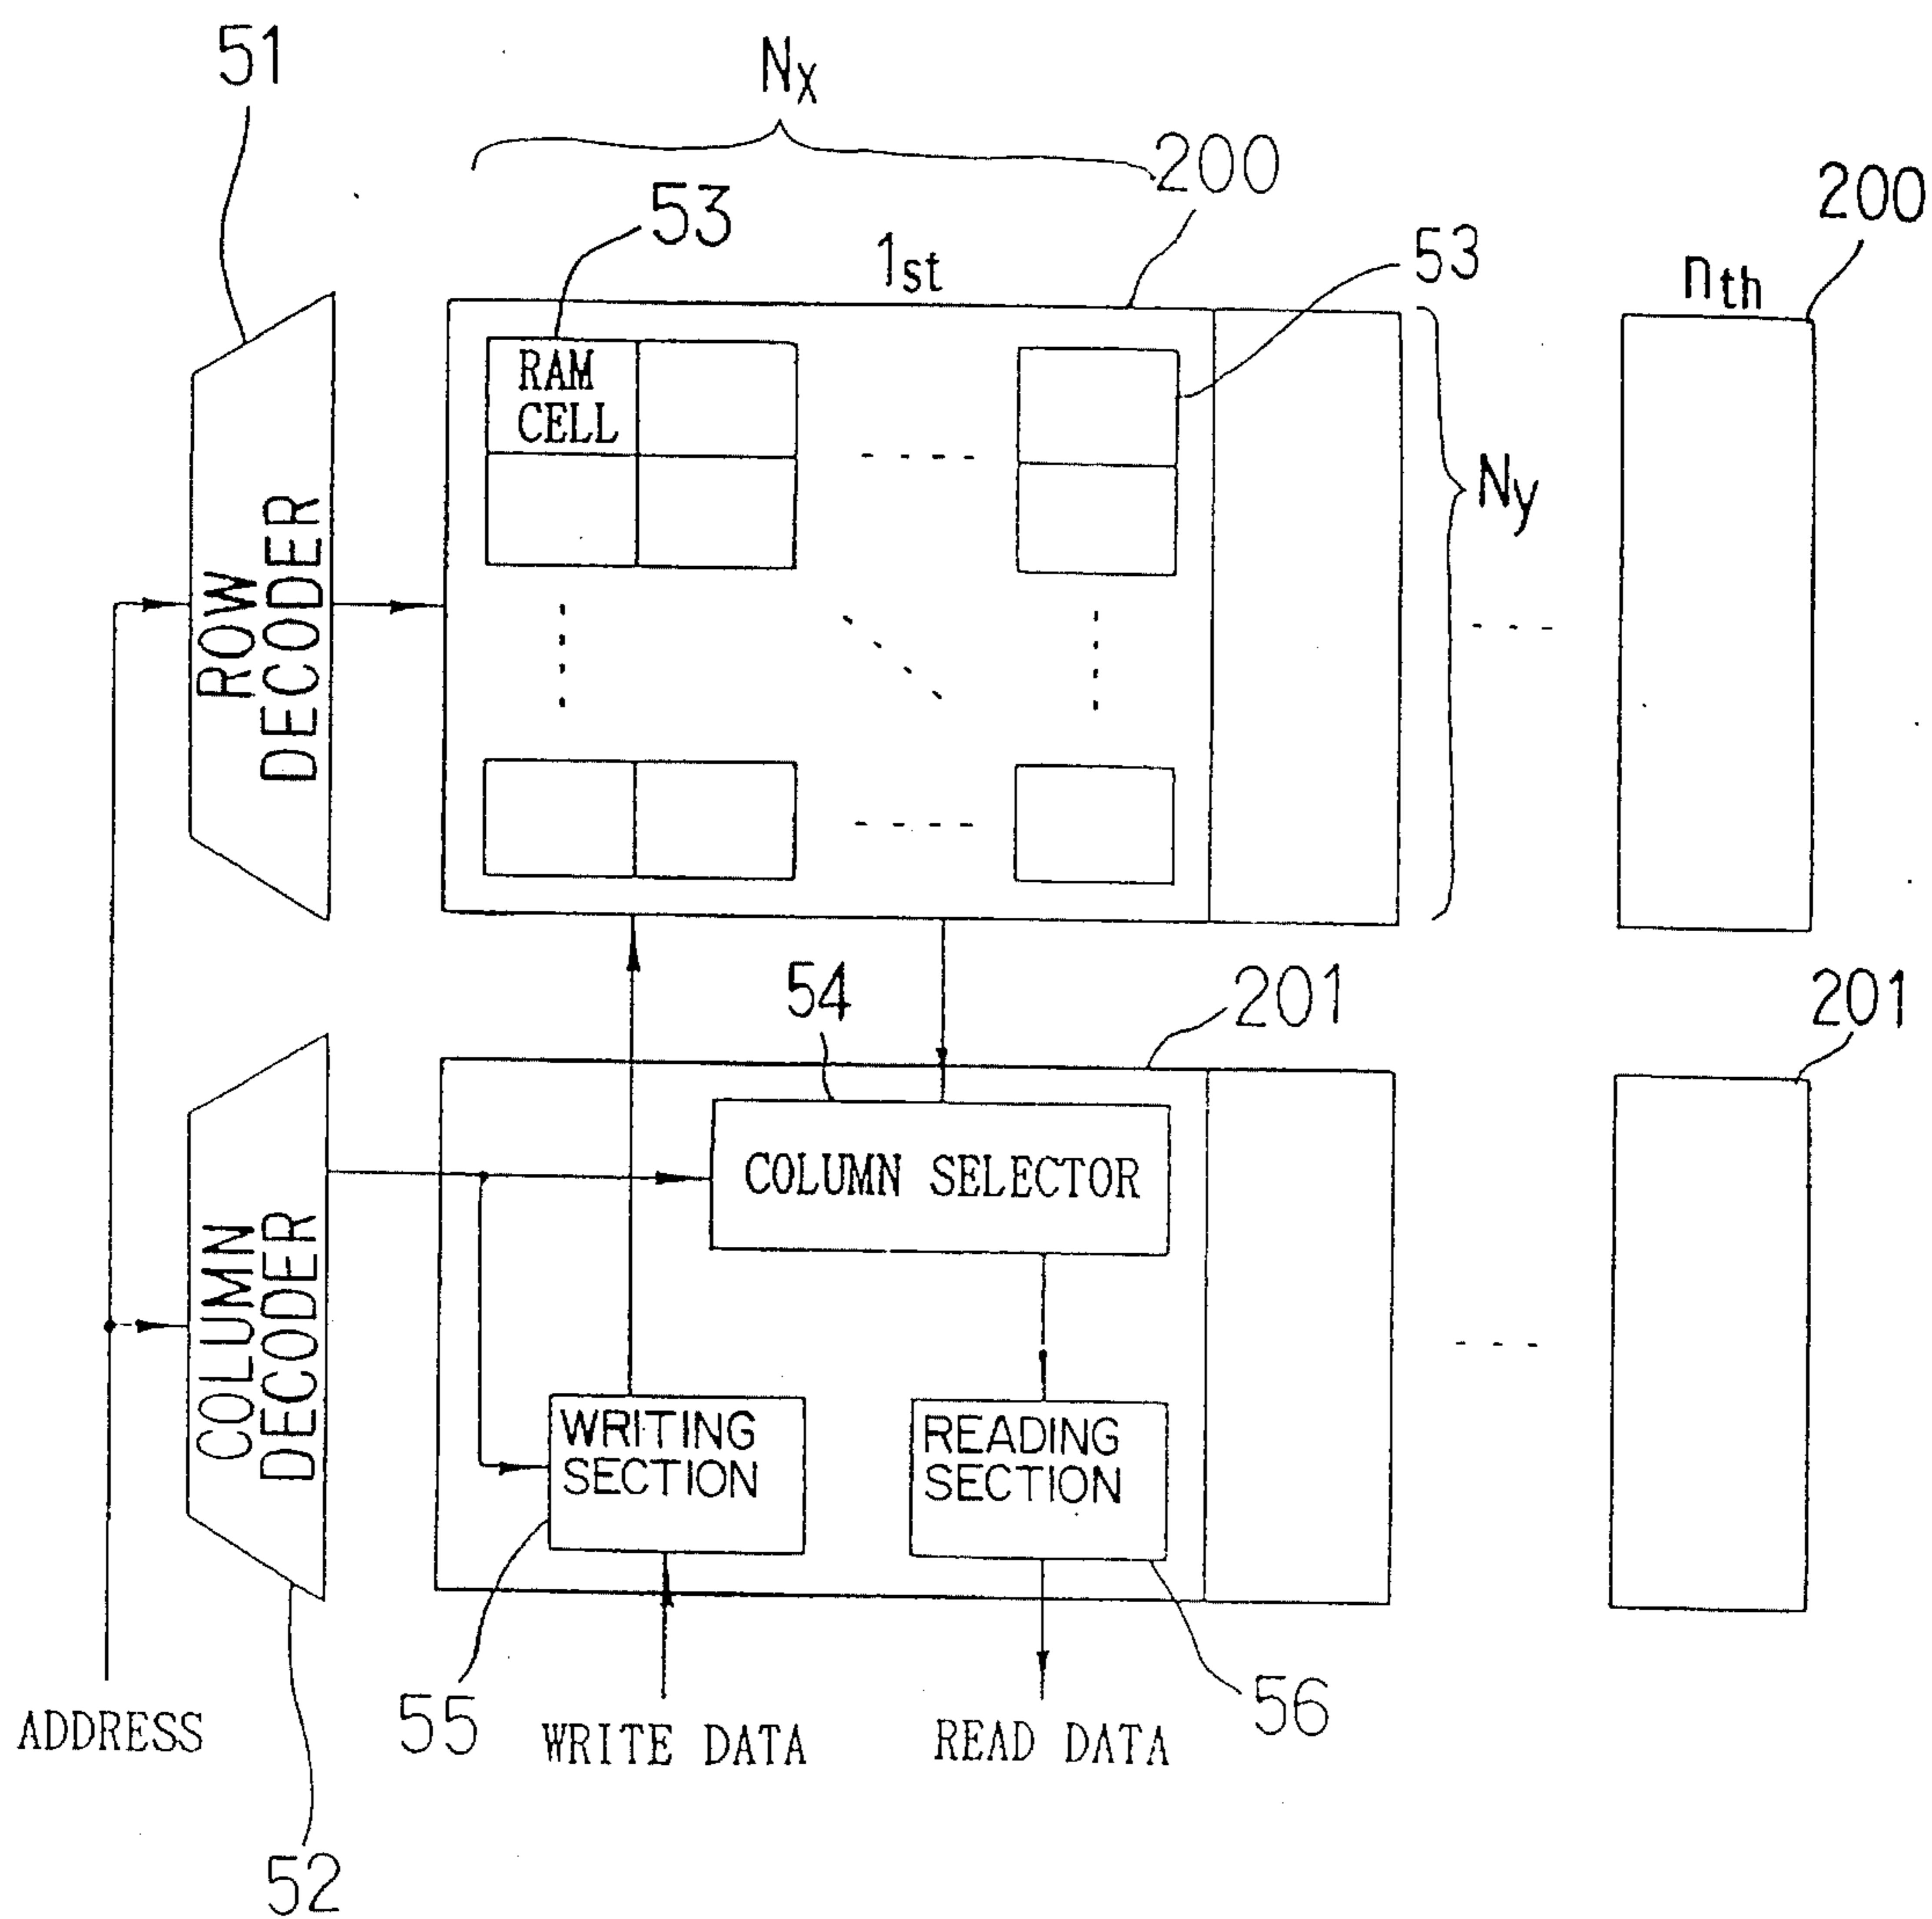 51
Nx
200
200
53
1st
53
nth
RAM
CELL
Ny
ROW
DECODER
54
201
201
COLUMN SELECTOR
COLUMN
DECODER
WRITING
SECTION
READING
SECTION
55
56
ADDRESS
WRITE DATA
READ DATA
52